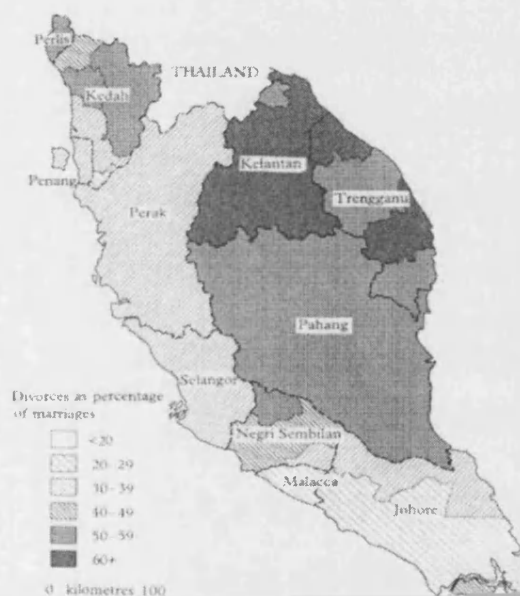 Perlis
THAILAND
Kedah
Kelantan
Penang
Trengganu
Perak
Pahang
Selangor
Divorces as percentage
of marriages
Negri Sembilan
<20
20-29
Malacca
30-39
Johore
40-49
50-59
60+
0 kilometres 100